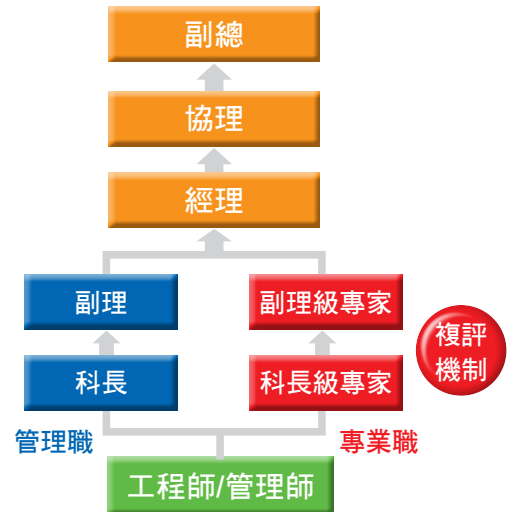 副總
協理
經理
副理
副理級專家
複評
機制
科長
科長級專家
管理職
專業職
工程師/管理師